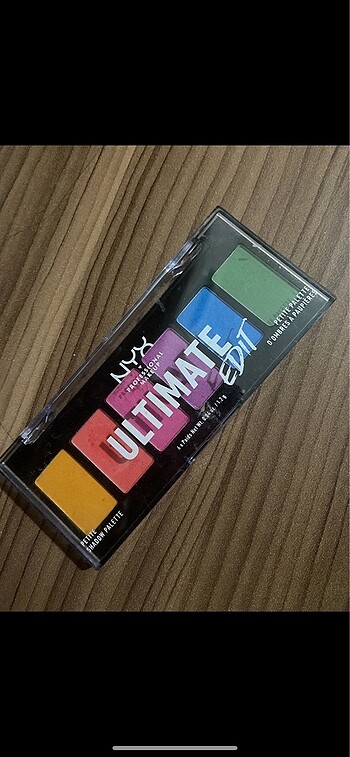 NYX
PROFESSIONAL
MAKEUP
ULTIMATE
EDIT
PETITE
SHADOW PALETTE
PETITE PALETTE
D'OMBRES À PAUPIÈRES